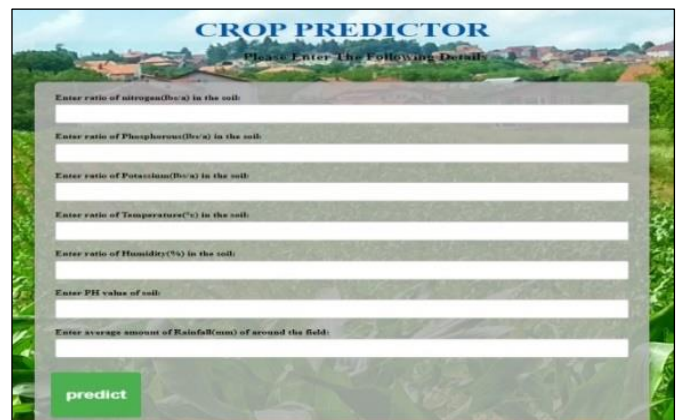 CROP PREDICTOR
Please Enter The Following Details
Enter ratio of nitrogen(lbs/a) in the soil:
Enter ratio of Phosphorous(lbs/a) in the soil:
Enter ratio of Potassium(lbs/a) in the soil:
Enter ratio of Temperature(°c) in the soil:
Enter ratio of Humidity(%) in the soil:
Enter PH value of soil:
Enter average amount of Rainfall(mm) of around the field:
predict